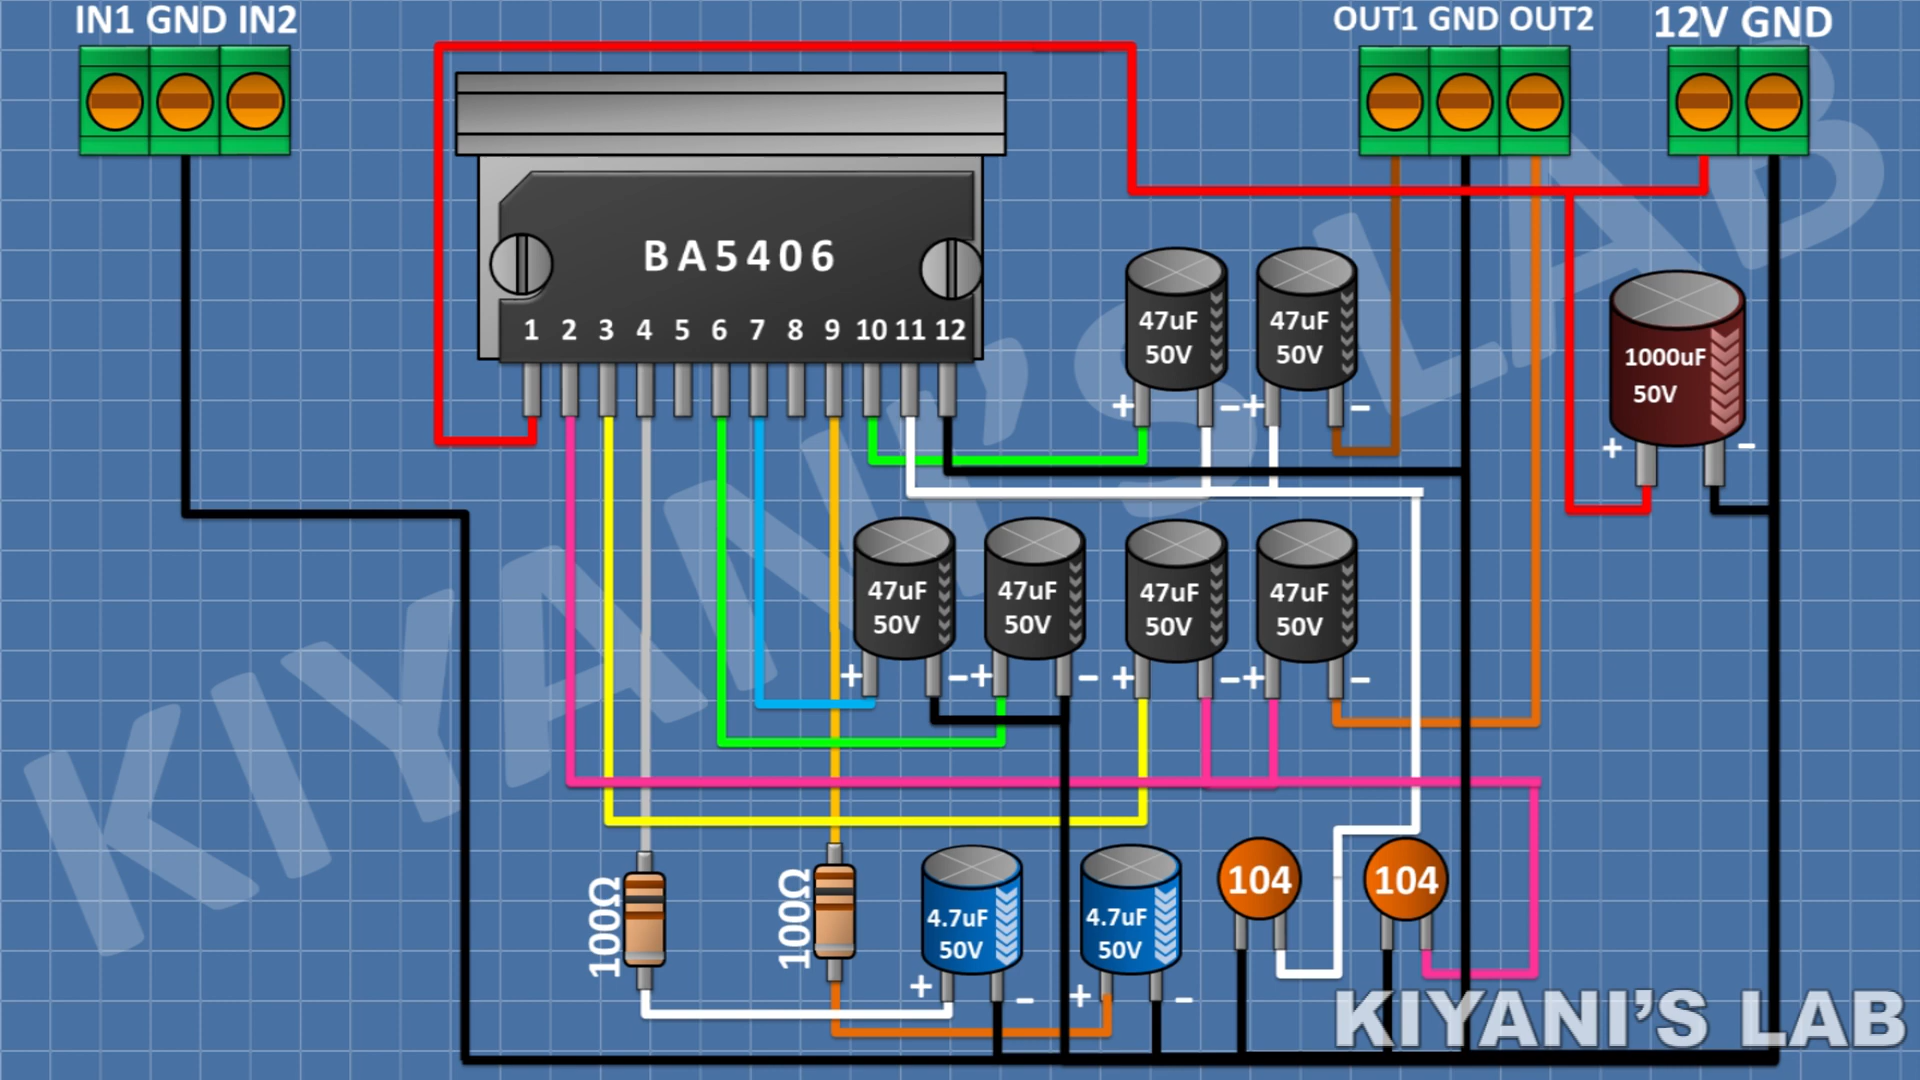 IN1 GND IN2
OUT1 GND OUT2
12V GND
BA5406
1 2 3 4 5 6 7 8 9 10 11 12
47uF
50V
+
−
47uF
50V
+
−
1000uF
50V
+
-
KIYANI'S LAB
47uF
50V
+
−
47uF
50V
+
−
47uF
50V
+
−
47uF
50V
+
−
100Ω
100Ω
4.7uF
50V
+
−
4.7uF
50V
+
−
104
104
KIYANI'S LAB